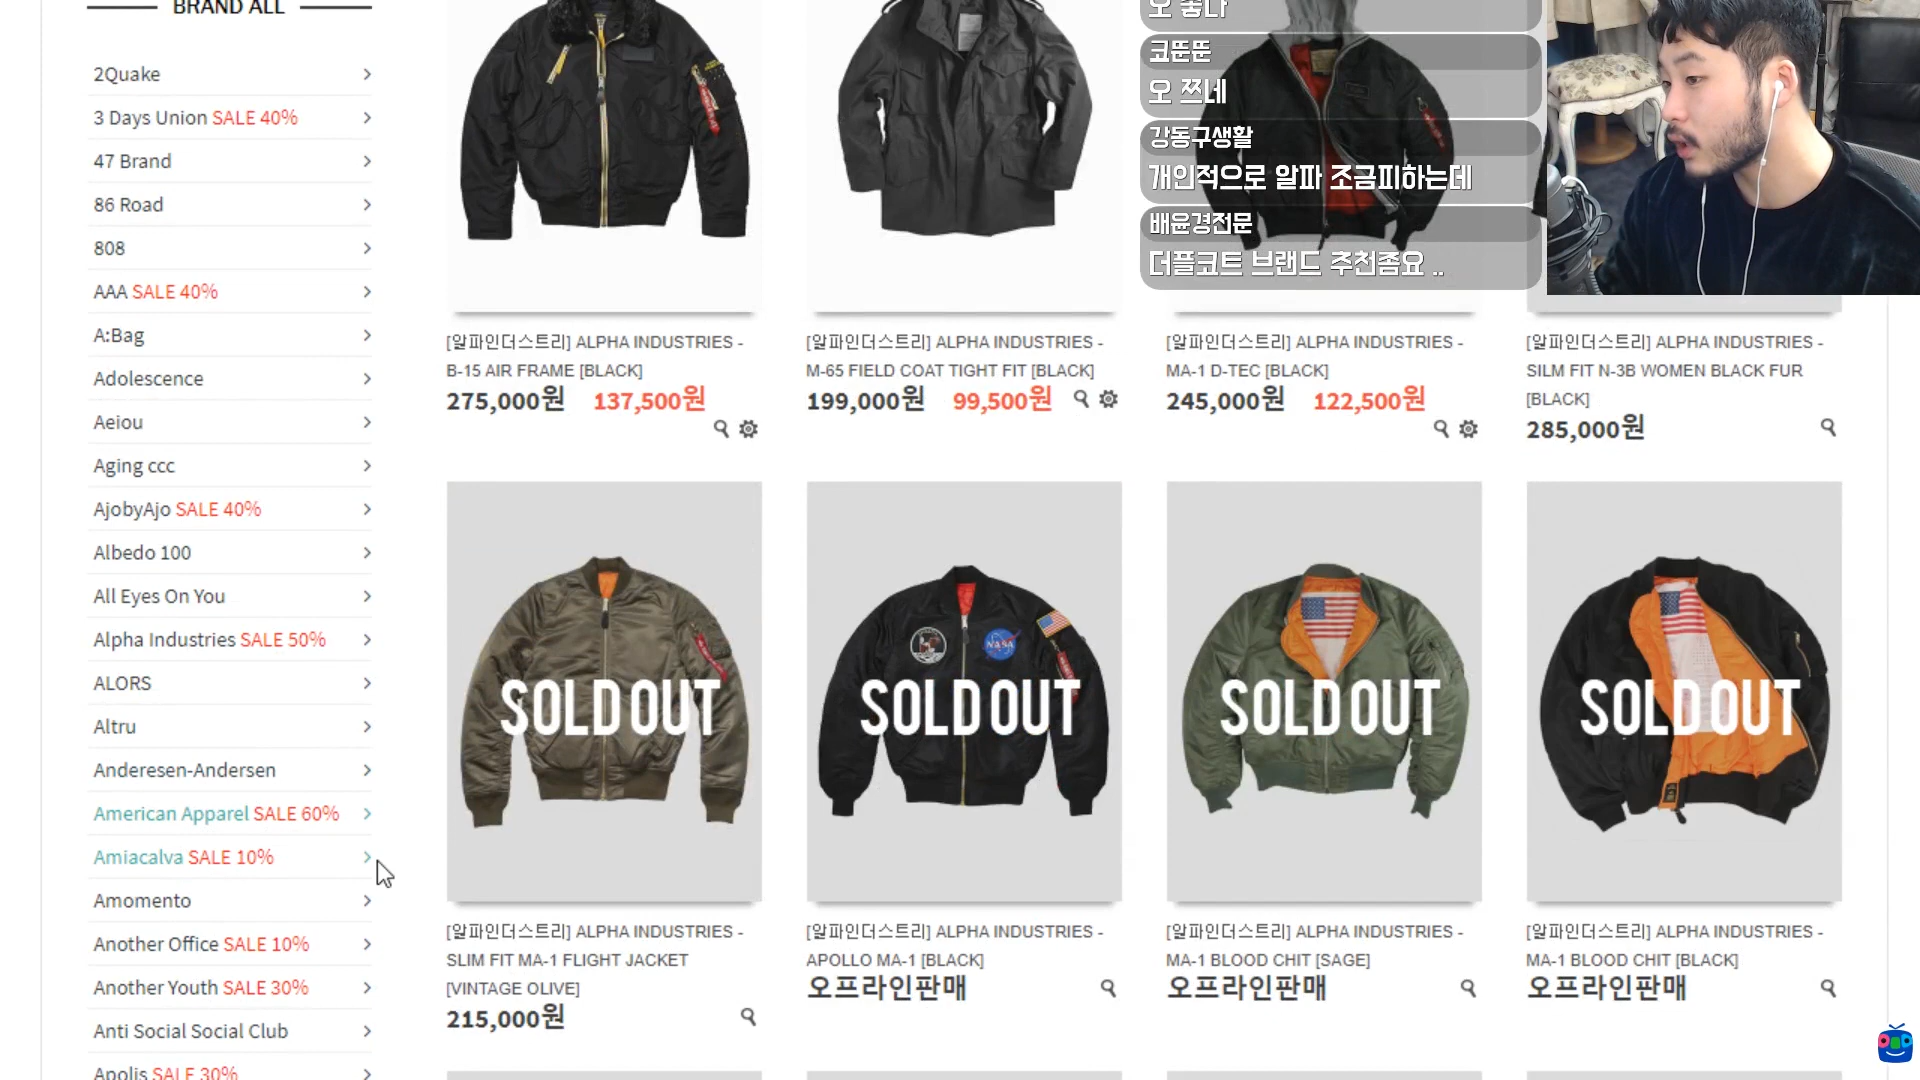 BRAND ALL
2Quake
3 Days Union SALE 40%
47 Brand
86 Road
808
AAA SALE 40%
A:Bag
Adolescence
Aeiou
Aging ccc
AjobyAjo SALE 40%
Albedo 100
All Eyes On You
Alpha Industries SALE 50%
ALORS
Altru
Anderesen-Andersen
American Apparel SALE 60%
Amiacalva SALE 10%
Amomento
Another Office SALE 10%
Another Youth SALE 30%
Anti Social Social Club
Apolis SALE 30%
오 좋다
코뚠뚠
오 쯔네
강동구생활
개인적으로 알파 조금피하는데
배윤경전문
더플코트 브랜드 추천좀요 ..
[알파인더스트리] ALPHA INDUSTRIES -
B-15 AIR FRAME [BLACK]
275,000원 137,500원
[알파인더스트리] ALPHA INDUSTRIES -
M-65 FIELD COAT TIGHT FIT [BLACK]
199,000원 99,500원
[알파인더스트리] ALPHA INDUSTRIES -
MA-1 D-TEC [BLACK]
245,000원 122,500원
[알파인더스트리] ALPHA INDUSTRIES -
SILM FIT N-3B WOMEN BLACK FUR
[BLACK]
285,000원
SOLD OUT
SOLD OUT
NASA
SOLD OUT
SOLD OUT
[알파인더스트리] ALPHA INDUSTRIES -
SLIM FIT MA-1 FLIGHT JACKET
[VINTAGE OLIVE]
215,000원
[알파인더스트리] ALPHA INDUSTRIES -
APOLLO MA-1 [BLACK]
오프라인판매
[알파인더스트리] ALPHA INDUSTRIES -
MA-1 BLOOD CHIT [SAGE]
오프라인판매
[알파인더스트리] ALPHA INDUSTRIES -
MA-1 BLOOD CHIT [BLACK]
오프라인판매